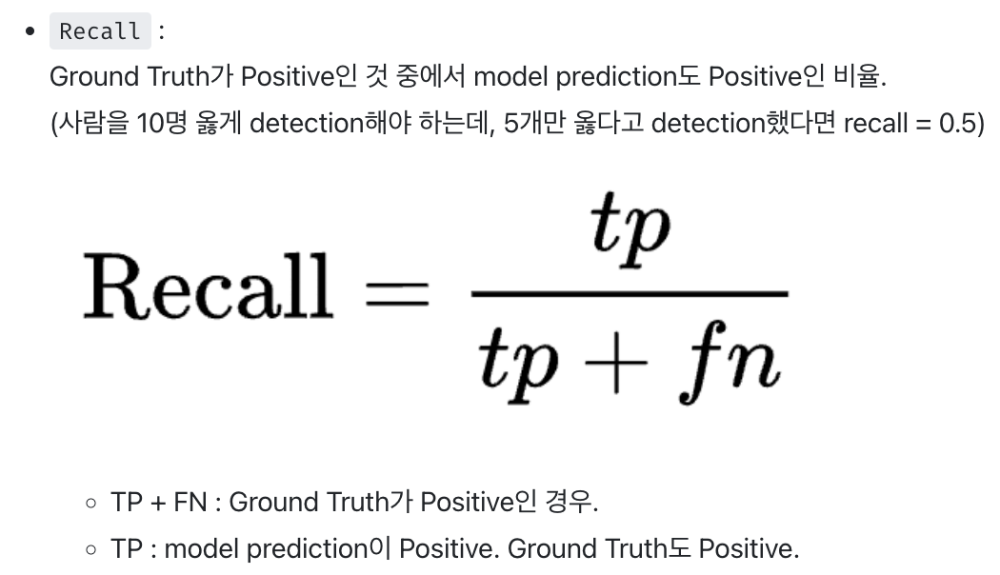 • Recall :
Ground Truth가 Positive인 것 중에서 model prediction도 Positive인 비율.
(사람을 10명 옳게 detection해야 하는데, 5개만 옳다고 detection했다면 recall = 0.5)
tp
Recall =
tp + fn
◦ TP + FN : Ground Truth가 Positive인 경우.
◦ TP : model prediction이 Positive. Ground Truth도 Positive.